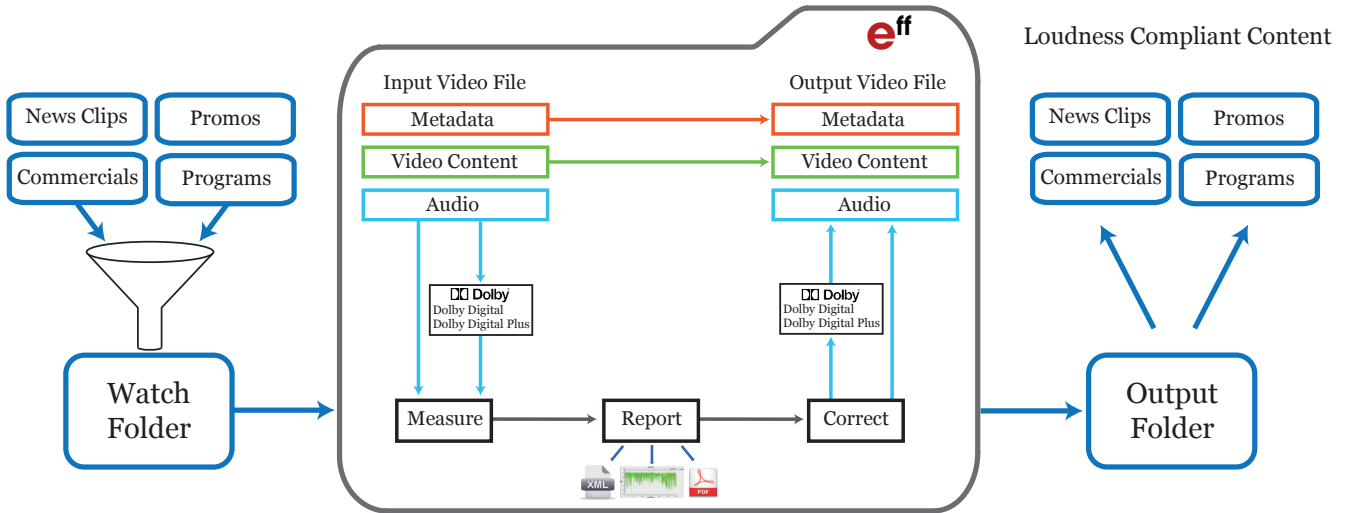 eff
Loudness Compliant Content
News Clips
Promos
Commercials
Programs
Watch
Folder
Input Video File
Output Video File
Metadata
Metadata
Video Content
Video Content
Audio
Audio
Dolby
Dolby Digital
Dolby Digital Plus
Dolby
Dolby Digital
Dolby Digital Plus
Measure
Report
Correct
XML
PDF
News Clips
Promos
Commercials
Programs
Output
Folder